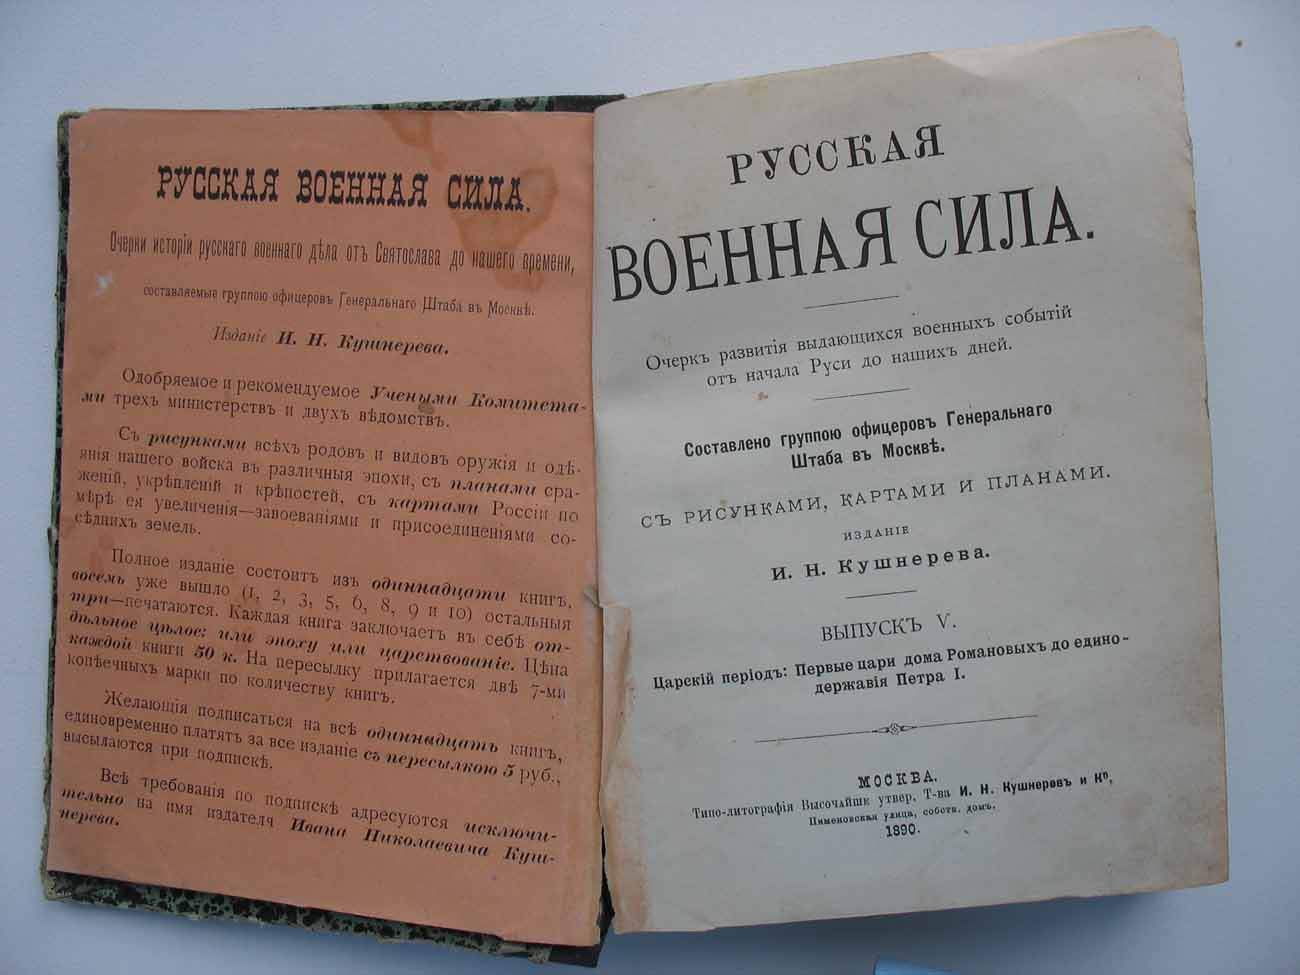 РУССКАЯ ВОЕННАЯ СИЛА.
Очерки исторіи русскаго военнаго дѣла отъ Святослава до нашего времени,
составляемые группою офицеровъ Генеральнаго Штаба въ Москвѣ.
Изданіе И. Н. Кушнерева.
Одобряемое и рекомендуемое Учеными Комитета-
ми трехъ министерствъ и двухъ вѣдомствъ.
Съ рисунками всѣхъ родовъ и видовъ оружія и одѣ-
янія нашего войска въ различныя эпохи, съ планами сра-
женій, укрѣпленій и крѣпостей, съ картами Россіи по
мѣрѣ ея увеличенія—завоеваніями и присоединеніями со-
сѣднихъ земель.
Полное изданіе состоитъ изъ одиннадцати книгъ,
восемь уже вышло (1, 2, 3, 5, 6, 8, 9 и 10) остальныя
три—печатаются. Каждая книга заключаетъ въ себѣ от-
дѣльное цѣлое: или эпоху или царствованіе. Цѣна
каждой книги 50 к. На пересылку прилагается двѣ 7-ми
копѣечныхъ марки по количеству книгъ.
Желающія подписаться на всѣ одиннадцать книгъ,
единовременно платятъ за все изданіе съ пересылкою 5 руб.,
высылаются при подпискѣ.
Всѣ требованія по подпискѣ адресуются исключи-
тельно на имя издателя Ивана Николаевича Куш-
нерева.
РУССКАЯ
ВОЕННАЯ СИЛА.
Очеркъ развитія выдающихся военныхъ событій
отъ начала Руси до нашихъ дней.
Составлено группою офицеровъ Генеральнаго
Штаба въ Москвѣ.
СЪ РИСУНКАМИ, КАРТАМИ И ПЛАНАМИ.
ИЗДАНІЕ
И. Н. Кушнерева.
ВЫПУСКЪ V.
Царскій періодъ: Первые цари дома Романовыхъ до едино-
державія Петра I.
МОСКВА.
Типо-литографія Высочайше утвер. Т-ва И. Н. Кушнеревъ и Кº,
Пименовская улица, собств. домъ.
1890.